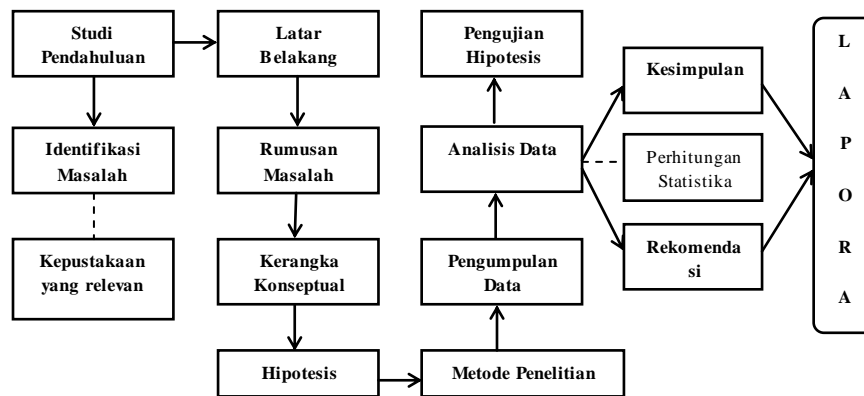 Studi
Pendahuluan
Latar
Belakang
Pengujian
Hipotesis
Kesimpulan
Identifikasi
Masalah
Rumusan
Masalah
Analisis Data
Perhitungan
Statistika
Kepustakaan
yang relevan
Kerangka
Konseptual
Pengumpulan
Data
Rekomenda
si
Hipotesis
Metode Penelitian
L
A
P
O
R
A